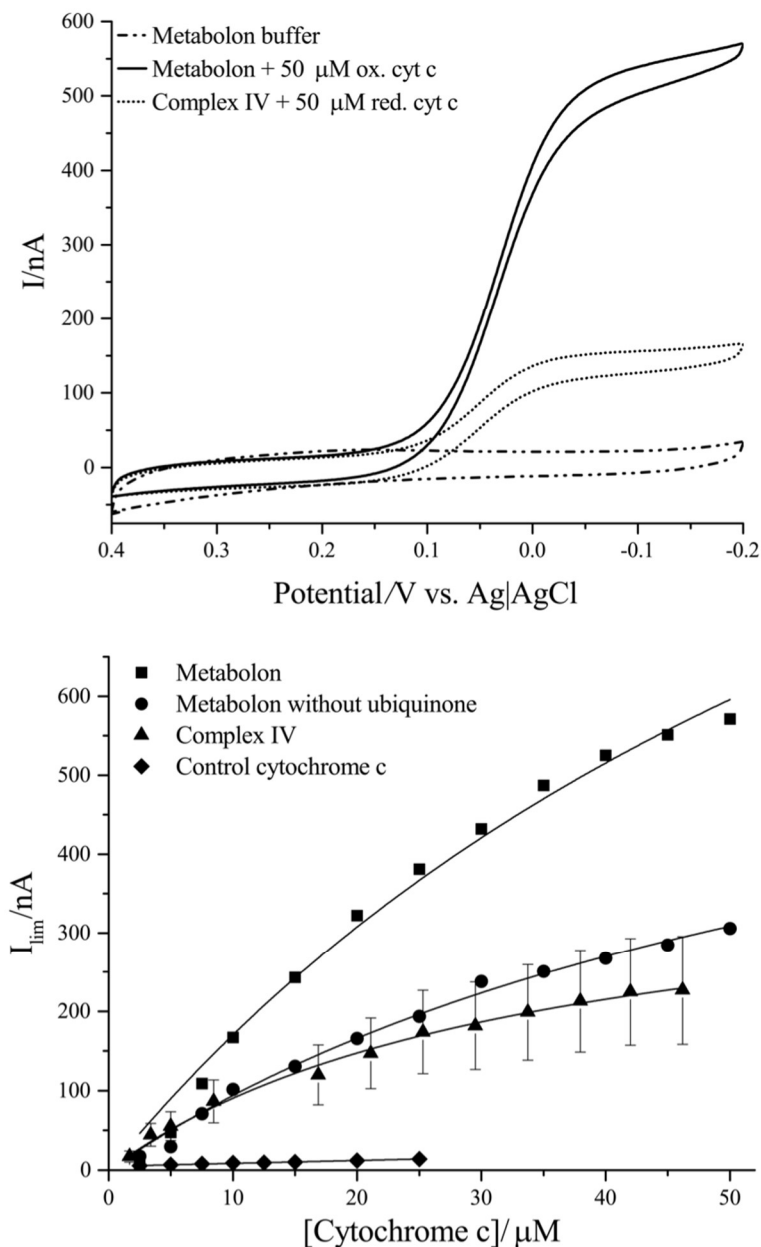 600
500
400
300
200
100
0
I/nA
Metabolon buffer
Metabolon + 50 μM ox. cyt c
Complex IV + 50 μM red. cyt c
0.4 0.3 0.2 0.1 0.0 -0.1 -0.2
Potential/V vs. Ag|AgCl
600
500
400
300
200
100
0
I_lim/nA
Metabolon
Metabolon without ubiquinone
Complex IV
Control cytochrome c
0 10 20 30 40 50
[Cytochrome c]/ μM